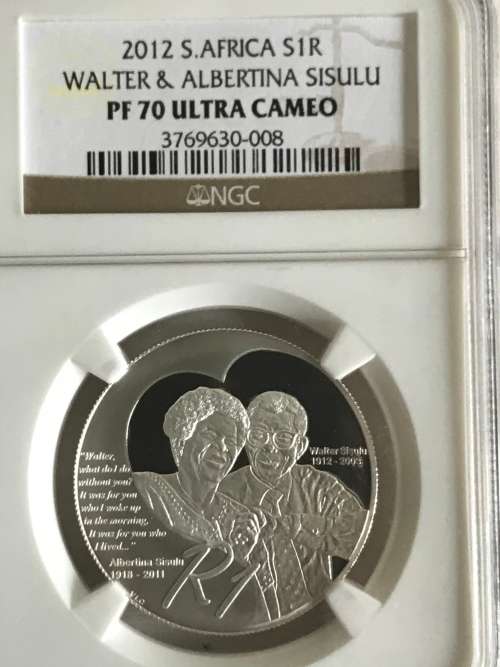 2012 S.AFRICA S1R
WALTER & ALBERTINA SISULU
PF 70 ULTRA CAMEO
3769630-008
NGC
"Walter,
what do I do
without you?
It was for you
who I woke up
in the morning,
It was for you who
I lived..."
Albertina Sisulu
1918 - 2011
Walter Sisulu
1912 - 2003
R1